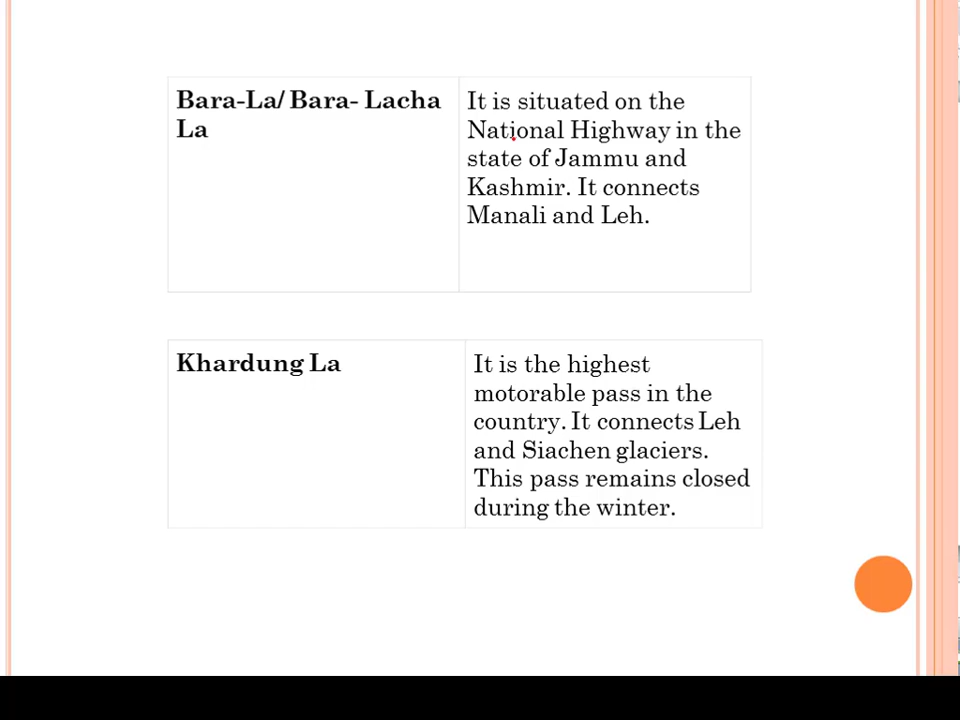 Bara-La/ Bara- Lacha
La
It is situated on the
National Highway in the
state of Jammu and
Kashmir. It connects
Manali and Leh.
Khardung La
It is the highest
motorable pass in the
country. It connects Leh
and Siachen glaciers.
This pass remains closed
during the winter.